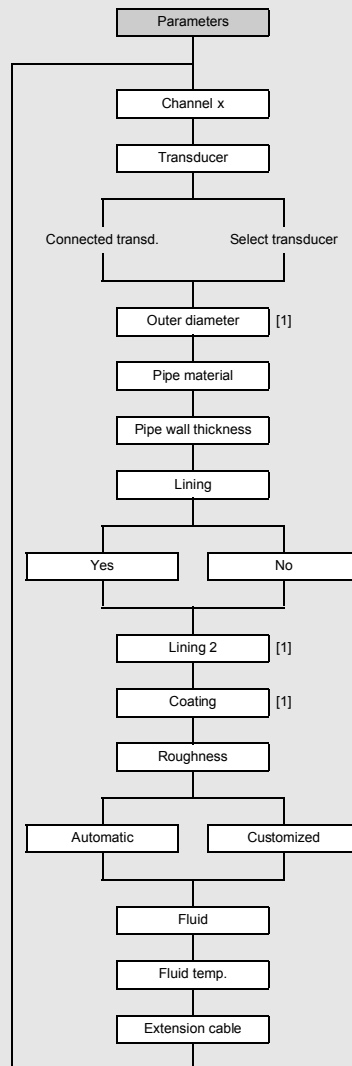 Parameters
Channel x
Transducer
Connected transd.
Select transducer
Outer diameter [1]
Pipe material
Pipe wall thickness
Lining
Yes
No
Lining 2 [1]
Coating [1]
Roughness
Automatic
Customized
Fluid
Fluid temp.
Extension cable